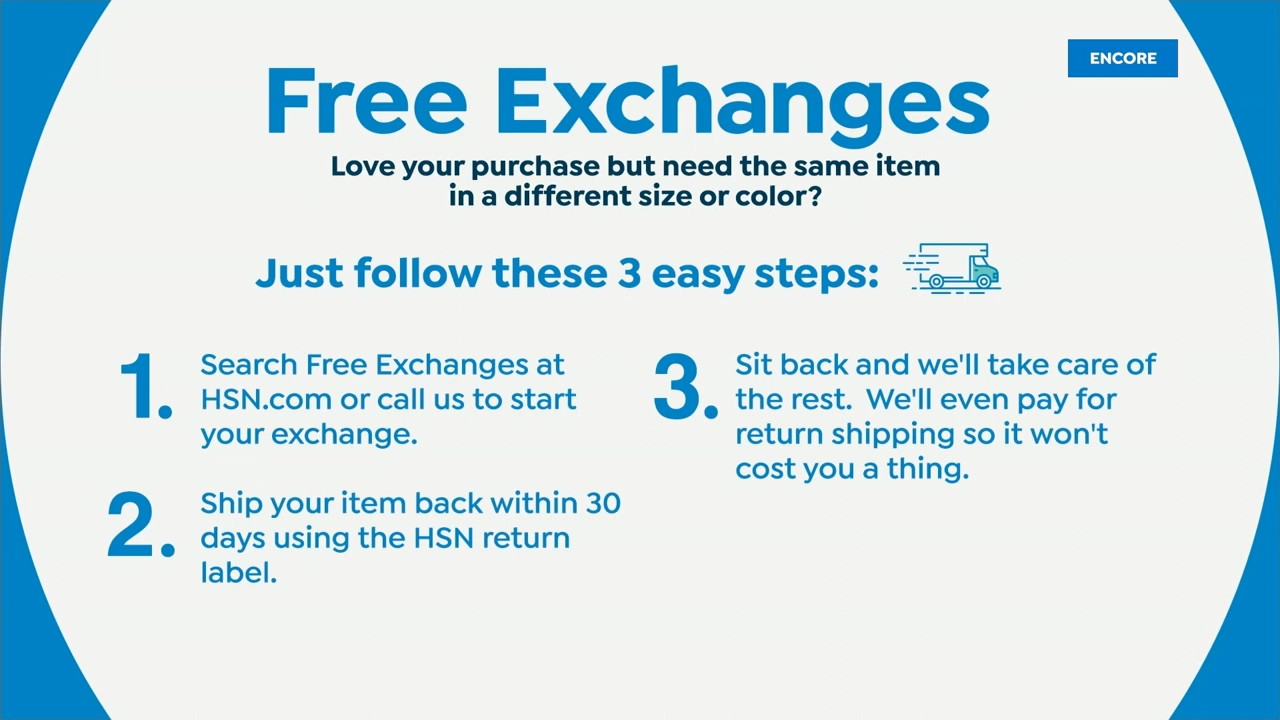 ENCORE
Free Exchanges
Love your purchase but need the same item
in a different size or color?
Just follow these 3 easy steps:
1. Search Free Exchanges at
HSN.com or call us to start
your exchange.
2. Ship your item back within 30
days using the HSN return
label.
3. Sit back and we'll take care of
the rest.  We'll even pay for
return shipping so it won't
cost you a thing.